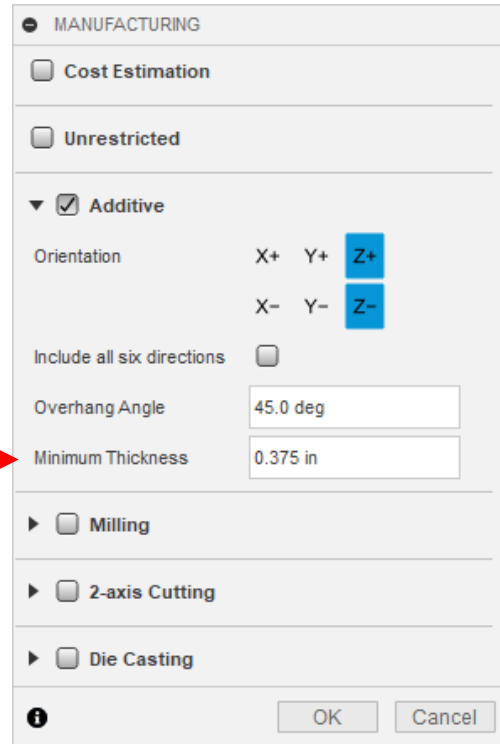 MANUFACTURING
Cost Estimation
Unrestricted
Additive
Orientation X+ Y+ Z+
X- Y- Z-
Include all six directions
Overhang Angle 45.0 deg
Minimum Thickness 0.375 in
Milling
2-axis Cutting
Die Casting
OK Cancel